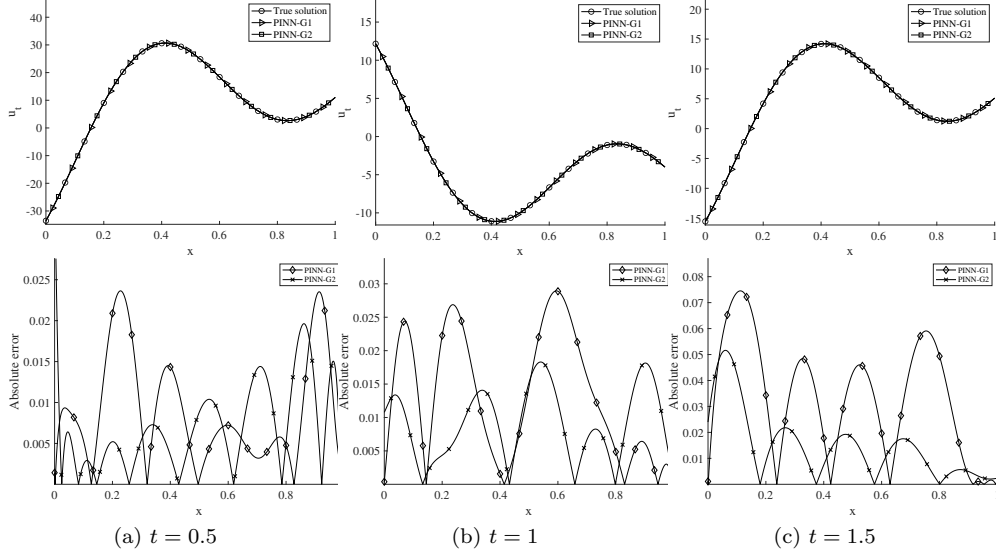 True solution
PINN-G1
PINN-G2
30
20
10
0
-10
-20
-30
u_t
0 0.2 0.4 0.6 0.8 1
x
True solution
PINN-G1
PINN-G2
15
10
5
0
-5
-10
u_t
0 0.2 0.4 0.6 0.8 1
x
True solution
PINN-G1
PINN-G2
20
15
10
5
0
-5
-10
-15
u_t
0 0.2 0.4 0.6 0.8 1
x
PINN-G1
PINN-G2
0.025
0.02
0.015
0.01
0.005
Absolute error
0 0.2 0.4 0.6 0.8
x
PINN-G1
PINN-G2
0.03
0.025
0.02
0.015
0.01
0.005
Absolute error
0 0.2 0.4 0.6 0.8
x
PINN-G1
PINN-G2
0.08
0.07
0.06
0.05
0.04
0.03
0.02
0.01
Absolute error
0 0.2 0.4 0.6 0.8
x
(a) t = 0.5
(b) t = 1
(c) t = 1.5